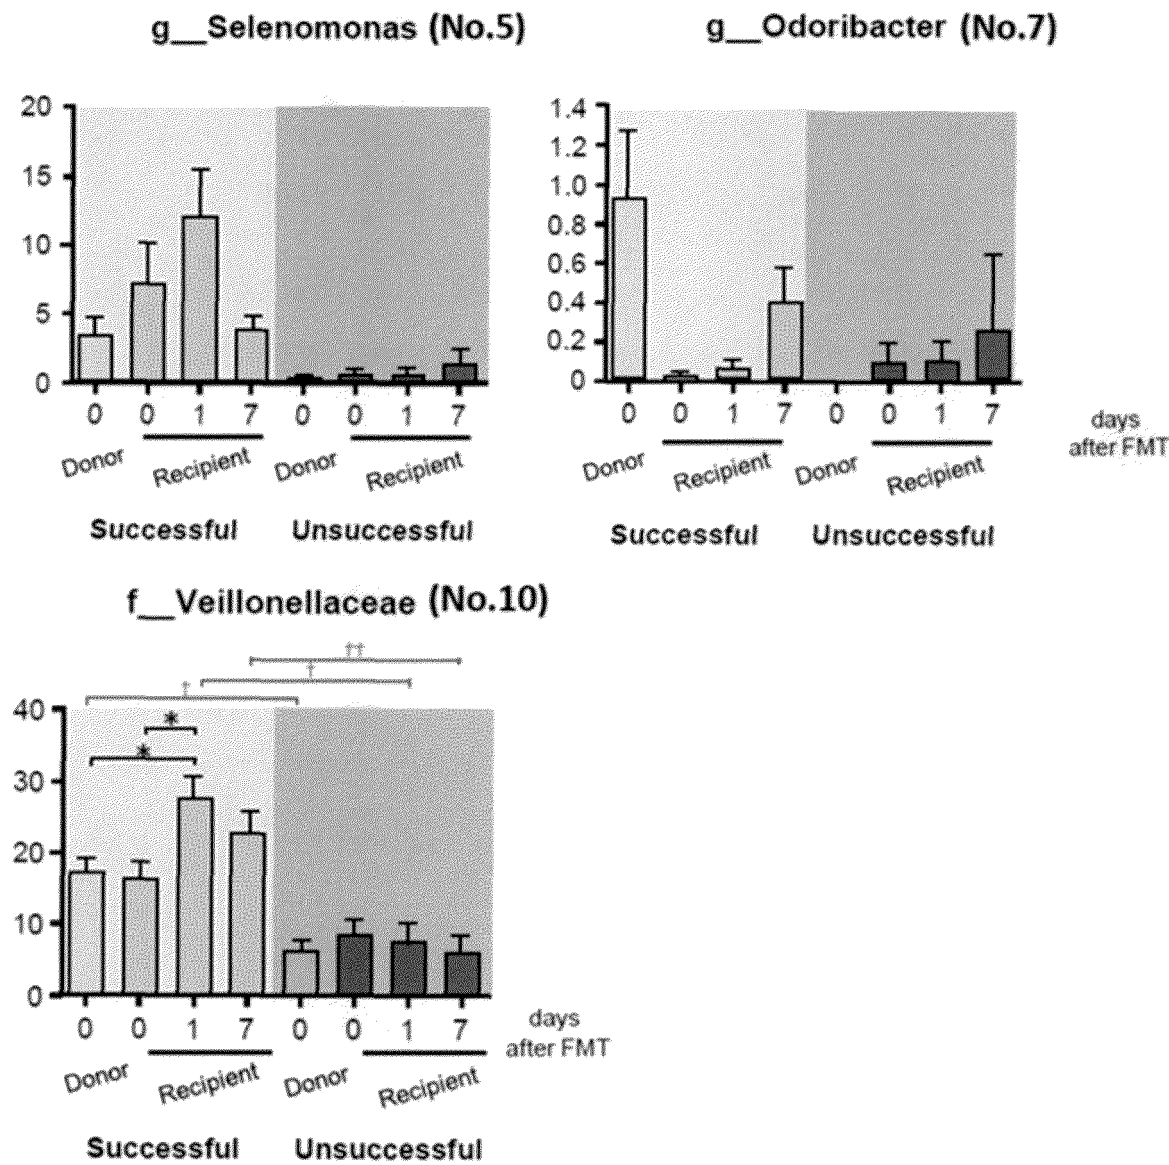 g__Selenomonas (No.5)
20
15
10
5
0
0 0 1 7 0 0 1 7
Donor Recipient Donor Recipient
Successful Unsuccessful
g__Odoribacter (No.7)
1.4
1.2
1.0
0.8
0.6
0.4
0.2
0
0 0 1 7 0 0 1 7
days
after FMT
Donor Recipient Donor Recipient
Successful Unsuccessful
f__Veillonellaceae (No.10)
††
†
†
40
*
*
30
20
10
0
0 0 1 7 0 0 1 7
days
after FMT
Donor Recipient Donor Recipient
Successful Unsuccessful